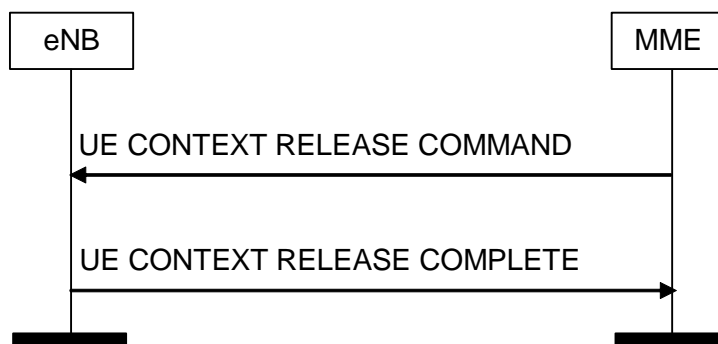 eNB
MME
UE CONTEXT RELEASE COMMAND
UE CONTEXT RELEASE COMPLETE